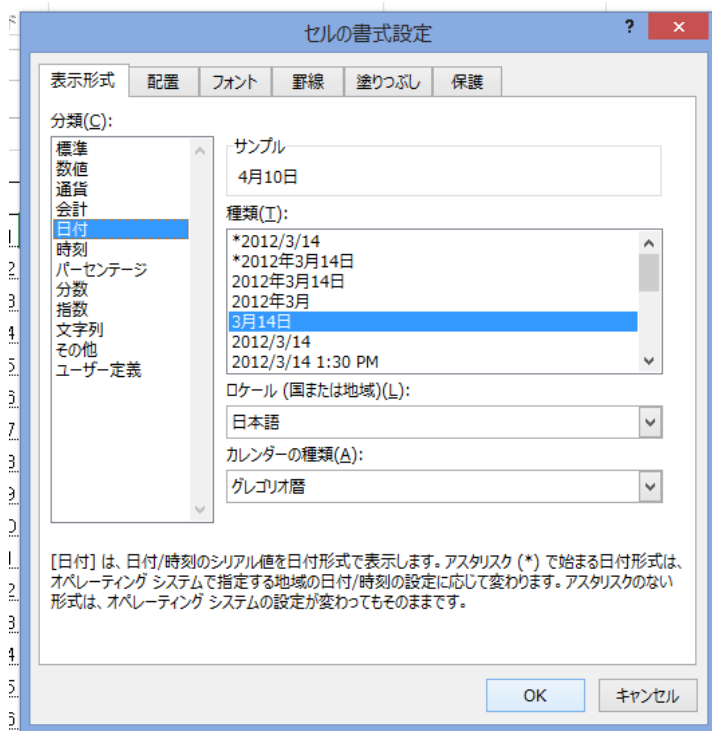 セルの書式設定
?
×
表示形式 配置 フォント 罫線 塗りつぶし 保護
分類(C):
標準
数値
通貨
会計
日付
時刻
パーセンテージ
分数
指数
文字列
その他
ユーザー定義
サンプル
4月10日
種類(T):
*2012/3/14
*2012年3月14日
2012年3月14日
2012年3月
3月14日
2012/3/14
2012/3/14 1:30 PM
ロケール (国または地域)(L):
日本語
カレンダーの種類(A):
グレゴリオ暦
[日付] は、日付/時刻のシリアル値を日付形式で表示します。アスタリスク (*) で始まる日付形式は、
オペレーティング システムで指定する地域の日付/時刻の設定に応じて変わります。アスタリスクのない
形式は、オペレーティング システムの設定が変わってもそのままです。
OK キャンセル